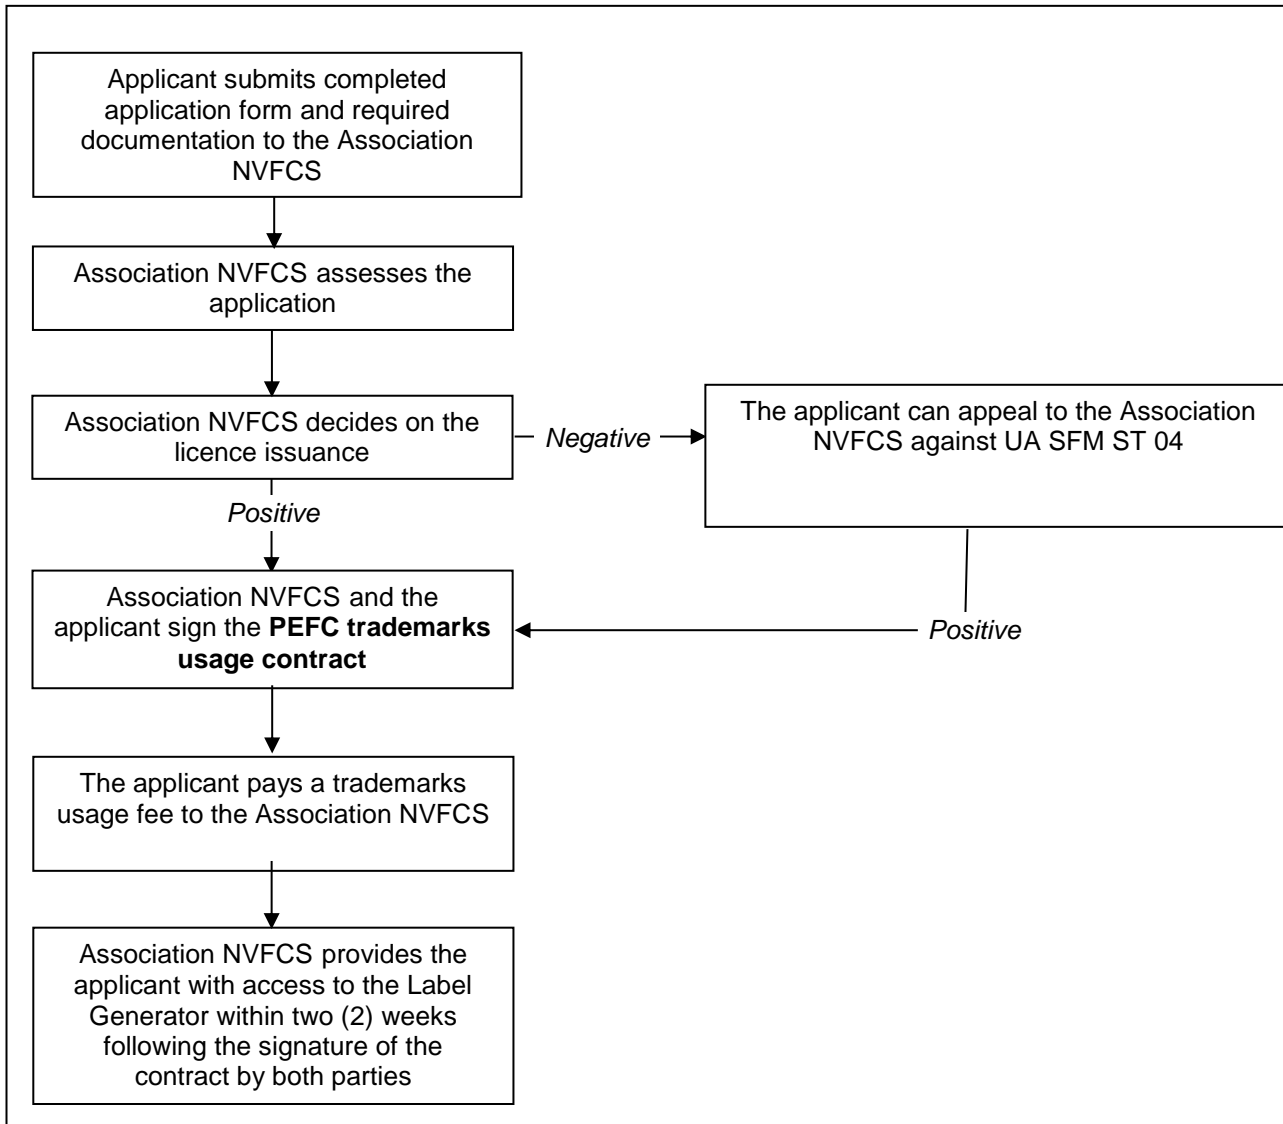 Applicant submits completed
application form and required
documentation to the Association
NVFCS
Association NVFCS assesses the
application
Association NVFCS decides on the
licence issuance
Negative
The applicant can appeal to the Association
NVFCS against UA SFM ST 04
Positive
Association NVFCS and the
applicant sign the PEFC trademarks
usage contract
Positive
The applicant pays a trademarks
usage fee to the Association NVFCS
Association NVFCS provides the
applicant with access to the Label
Generator within two (2) weeks
following the signature of the
contract by both parties